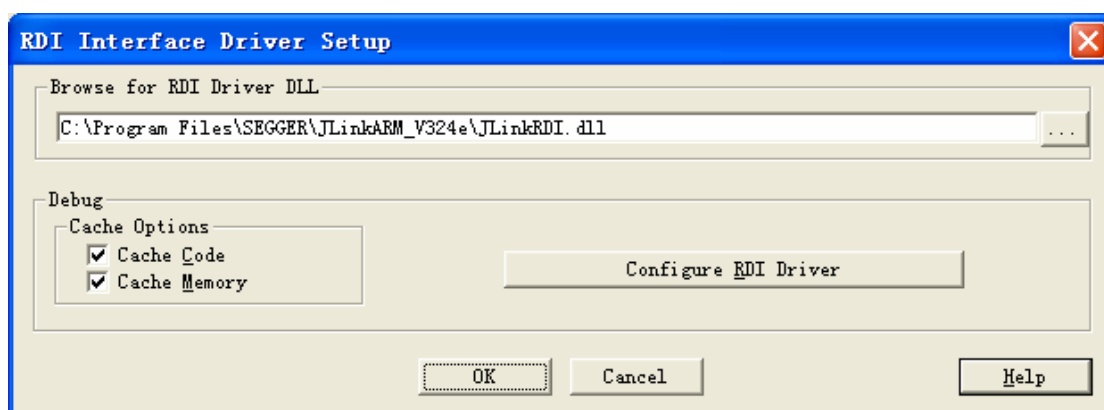 RDI Interface Driver Setup
Browse for RDI Driver DLL
C:\Program Files\SEGGER\JLinkARM_V324e\JLinkRDI.dll
...
Debug
Cache Options
Cache Code
Cache Memory
Configure RDI Driver
OK
Cancel
Help